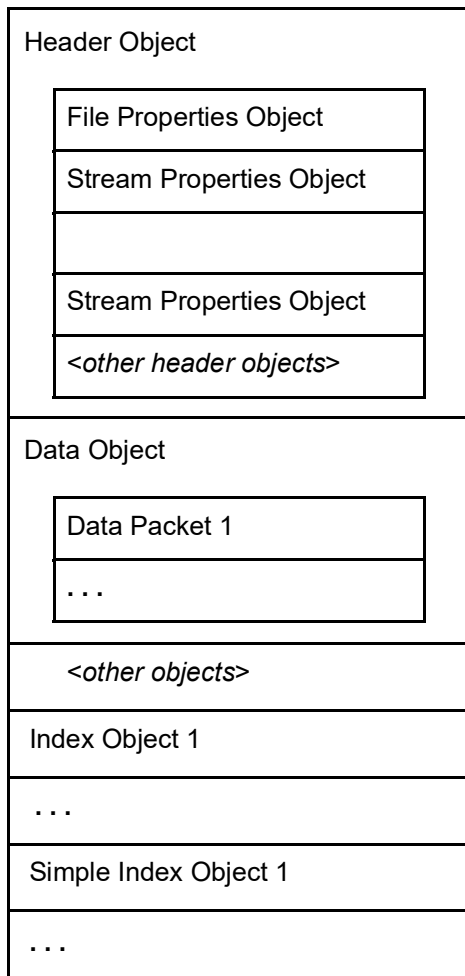 Header Object
File Properties Object
Stream Properties Object
Stream Properties Object
<other header objects>
Data Object
Data Packet 1
. . .
<other objects>
Index Object 1
. . .
Simple Index Object 1
. . .